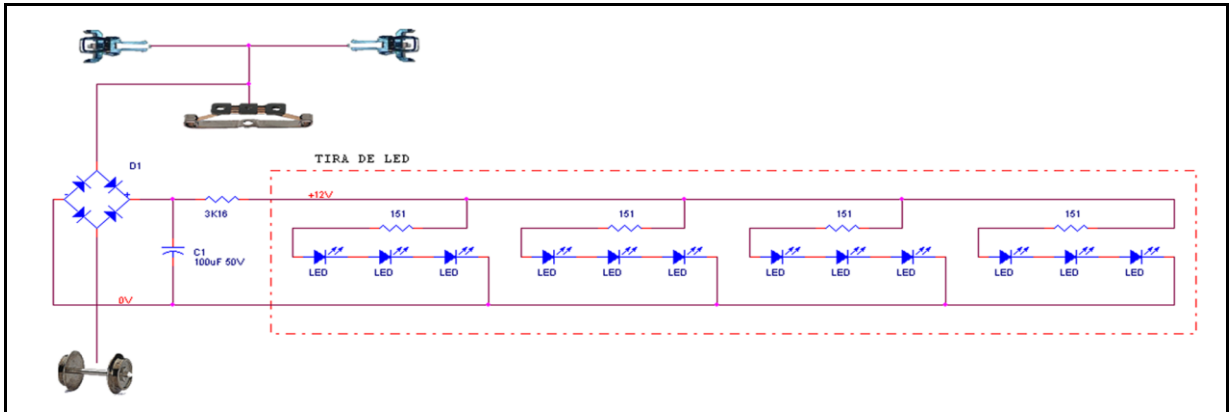 D1
TIRA DE LED
- +
+12V
3K16
151 151 151 151
C1
100uF 50V
LED LED LED LED LED LED LED LED LED LED LED LED
0V